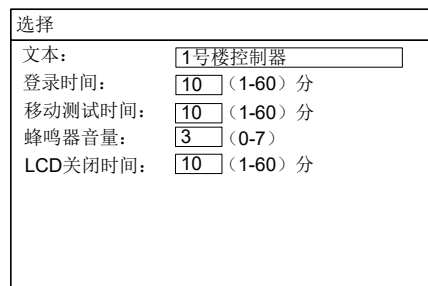 选择
文本： 1号楼控制器
登录时间： 10 （1-60）分
移动测试时间： 10 （1-60）分
蜂鸣器音量： 3 （0-7）
LCD关闭时间： 10 （1-60）分